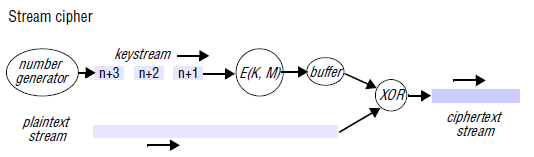 Stream cipher
keystream
number
generator
n+3 n+2 n+1
E(K, M)
buffer
XOR
plaintext
stream
ciphertext
stream